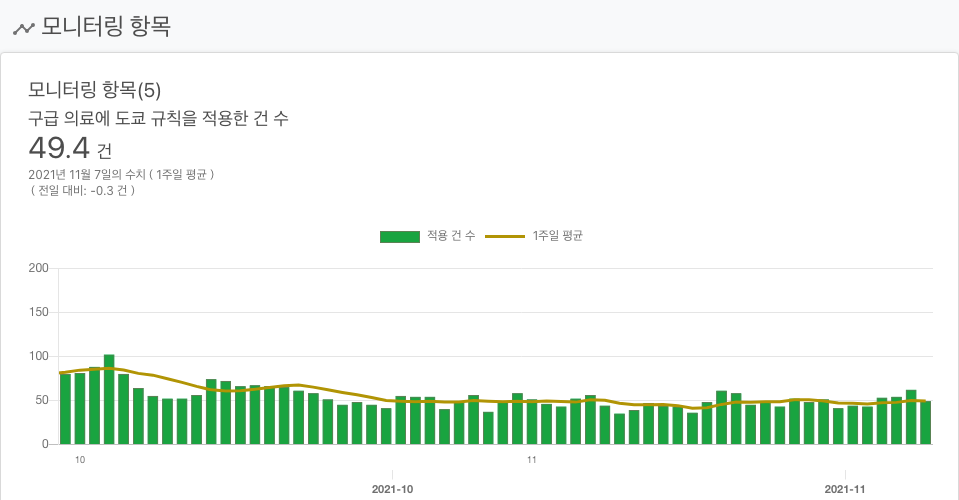 모니터링 항목
모니터링 항목(5)
구급 의료에 도쿄 규칙을 적용한 건 수
49.4 건
2021년 11월 7일의 수치 ( 1주일 평균 )
( 전일 대비: -0.3 건 )
적용 건 수 1주일 평균
200
150
100
50
0
10 11
2021-10 2021-11